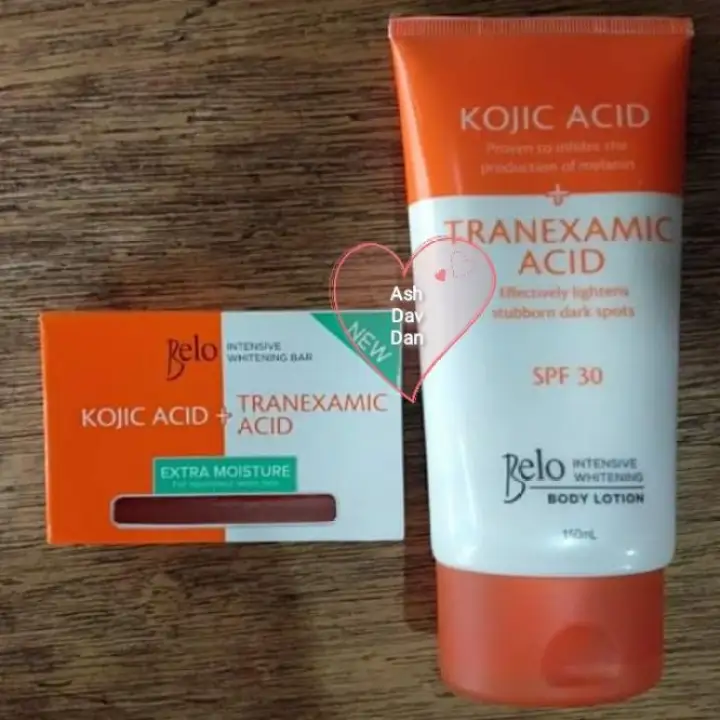 Belo INTENSIVE
WHITENING BAR
NEW
KOJIC ACID + TRANEXAMIC
ACID
EXTRA MOISTURE
Ash
Dav
Dan
KOJIC ACID
Proven to inhibit the
production of melanin
+
TRANEXAMIC
ACID
Effectively lightens
stubborn dark spots
SPF 30
Belo INTENSIVE
WHITENING
BODY LOTION
150mL